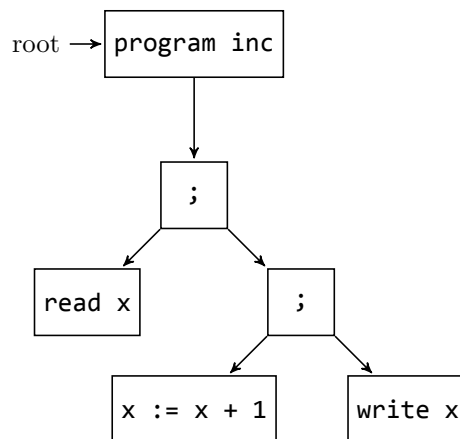 root
program inc
;
read x
;
x := x + 1
write x